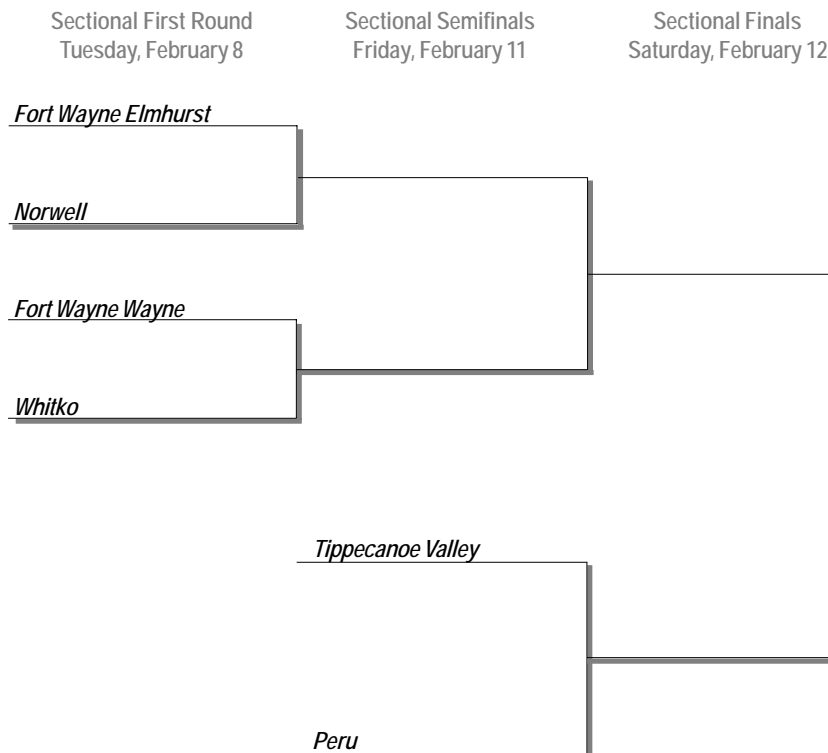 Sectional First Round
Tuesday, February 8
Sectional Semifinals
Friday, February 11
Sectional Finals
Saturday, February 12
Fort Wayne Elmhurst
Norwell
Fort Wayne Wayne
Whitko
Tippecanoe Valley
Peru